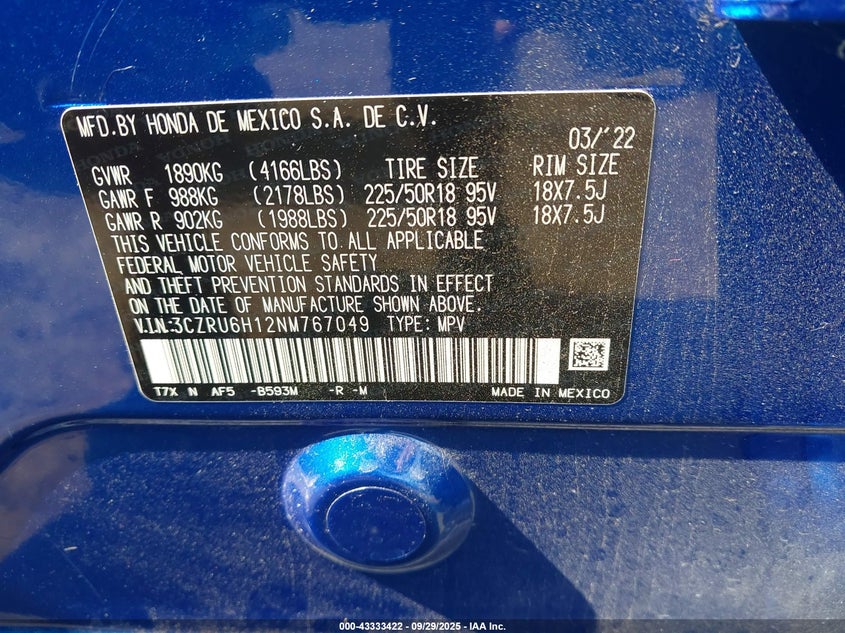 MFD.BY HONDA DE MEXICO S.A. DE C.V.
03/'22
GVWR 1890KG (4166LBS) TIRE SIZE RIM SIZE
GAWR F 988KG (2178LBS) 225/50R18 95V 18X7.5J
GAWR R 902KG (1988LBS) 225/50R18 95V 18X7.5J
THIS VEHICLE CONFORMS TO ALL APPLICABLE
FEDERAL MOTOR VEHICLE SAFETY
AND THEFT PREVENTION STANDARDS IN EFFECT
ON THE DATE OF MANUFACTURE SHOWN ABOVE.
V.I.N.:3CZRU6H12NM767049 TYPE: MPV
T7X N AF5 -B593M -R -M MADE IN MEXICO
000-43333422 - 09/29/2025 - IAA Inc.